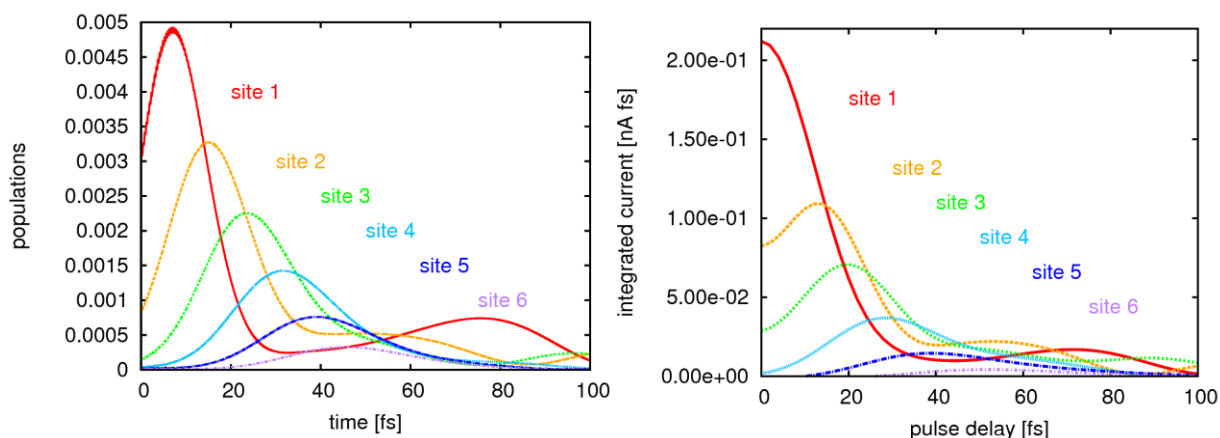 0.005
0.0045
0.004
0.0035
0.003
0.0025
0.002
0.0015
0.001
0.0005
0
populations
site 1
site 2
site 3
site 4
site 5
site 6
0 20 40 60 80 100
time [fs]
2.00e-01
1.50e-01
1.00e-01
5.00e-02
0.00e+00
integrated current [nA fs]
site 1
site 2
site 3
site 4
site 5
site 6
0 20 40 60 80 100
pulse delay [fs]